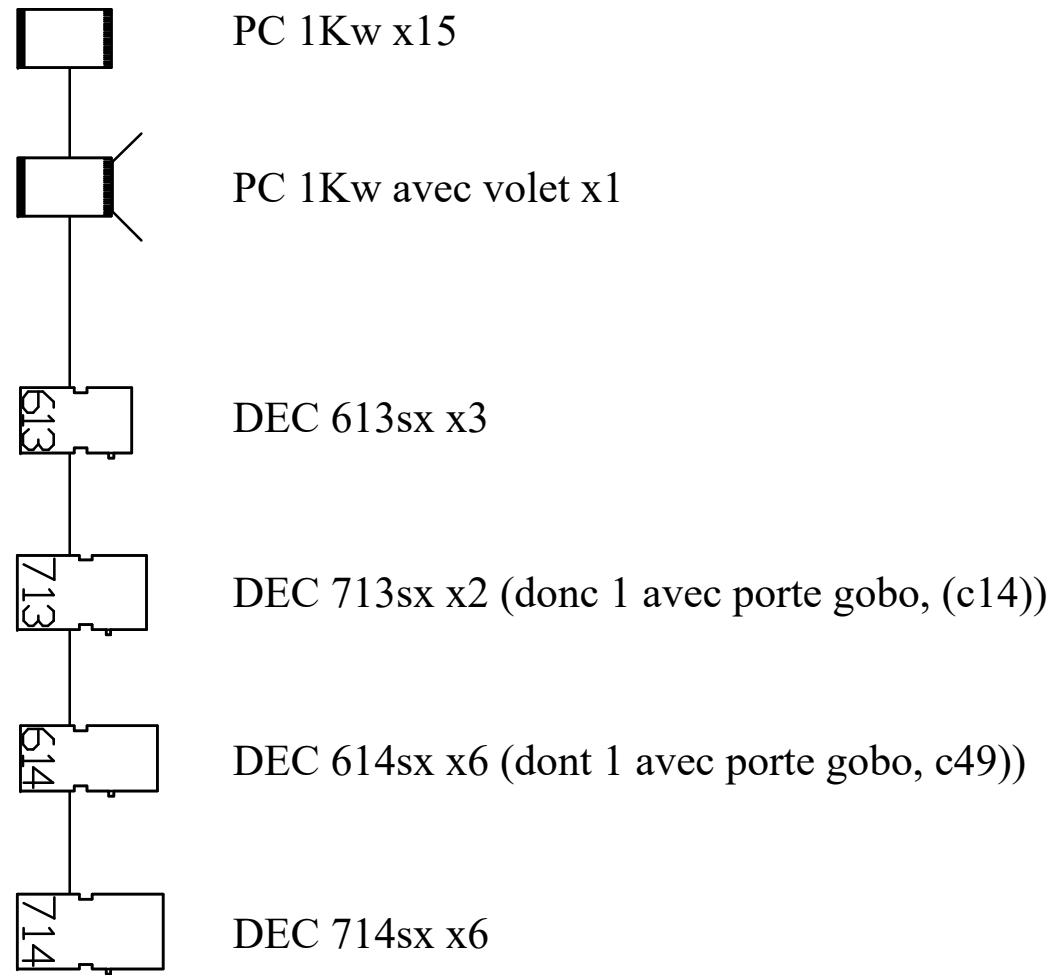 PC 1Kw x15
PC 1Kw avec volet x1
613 DEC 613sx x3
713 DEC 713sx x2 (donc 1 avec porte gobo, (c14))
614 DEC 614sx x6 (dont 1 avec porte gobo, c49))
714 DEC 714sx x6